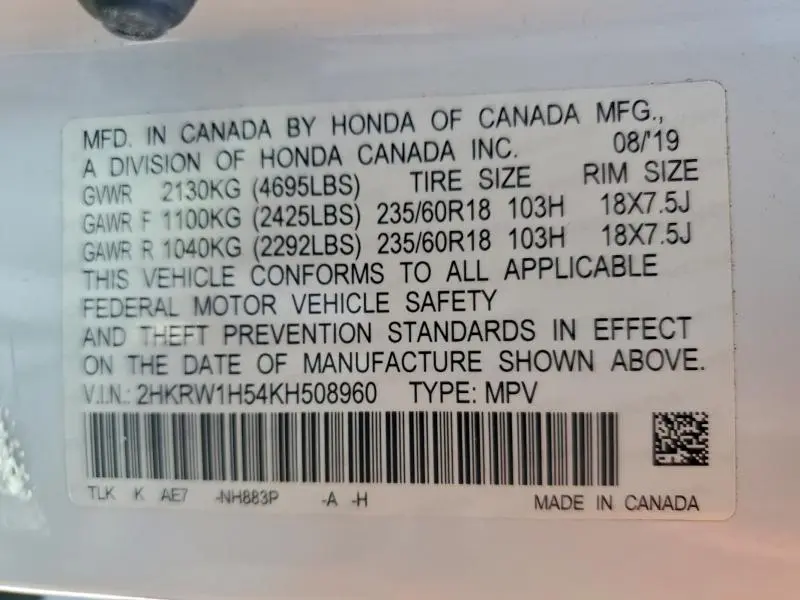 MFD. IN CANADA BY HONDA OF CANADA MFG.,
A DIVISION OF HONDA CANADA INC. 08/'19
GVWR 2130KG (4695LBS) TIRE SIZE RIM SIZE
GAWR F 1100KG (2425LBS) 235/60R18 103H 18X7.5J
GAWR R 1040KG (2292LBS) 235/60R18 103H 18X7.5J
THIS VEHICLE CONFORMS TO ALL APPLICABLE
FEDERAL MOTOR VEHICLE SAFETY
AND THEFT PREVENTION STANDARDS IN EFFECT
ON THE DATE OF MANUFACTURE SHOWN ABOVE.
V.I.N.: 2HKRW1H54KH508960 TYPE: MPV
TLK K AE7 -NH883P -A -H MADE IN CANADA